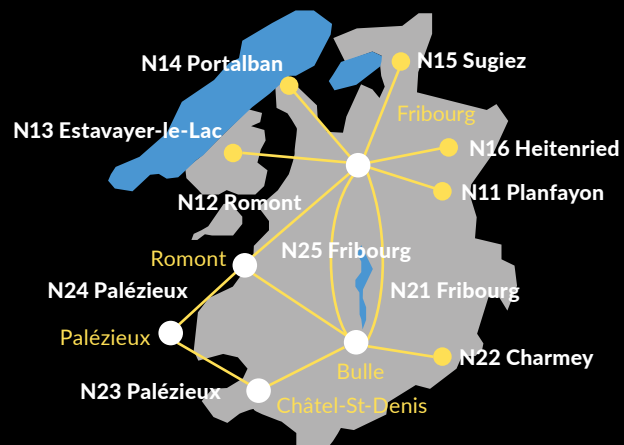 N14 Portalban
N15 Sugiez
Fribourg
N13 Estavayer-le-Lac
N16 Heitenried
N11 Planfayon
N12 Romont
N25 Fribourg
Romont
N24 Palézieux
N21 Fribourg
Palézieux
N22 Charmey
Bulle
N23 Palézieux
Châtel-St-Denis